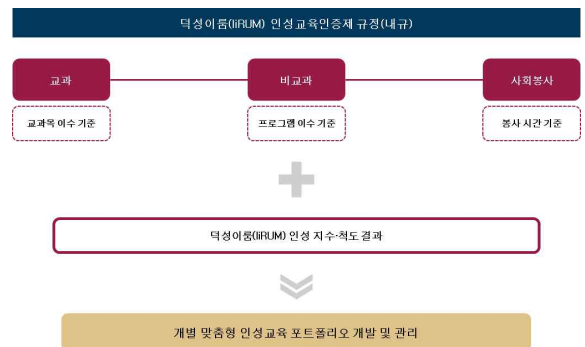 덕성이룸(liRUM) 인성교육인증제 규정(내규)
교과 비교과 사회봉사
교과목 이수 기준 프로그램 이수 기준 봉사 시간 기준
덕성이룸(liRUM) 인성 지수·척도 결과
개별 맞춤형 인성교육 포트폴리오 개발 및 관리